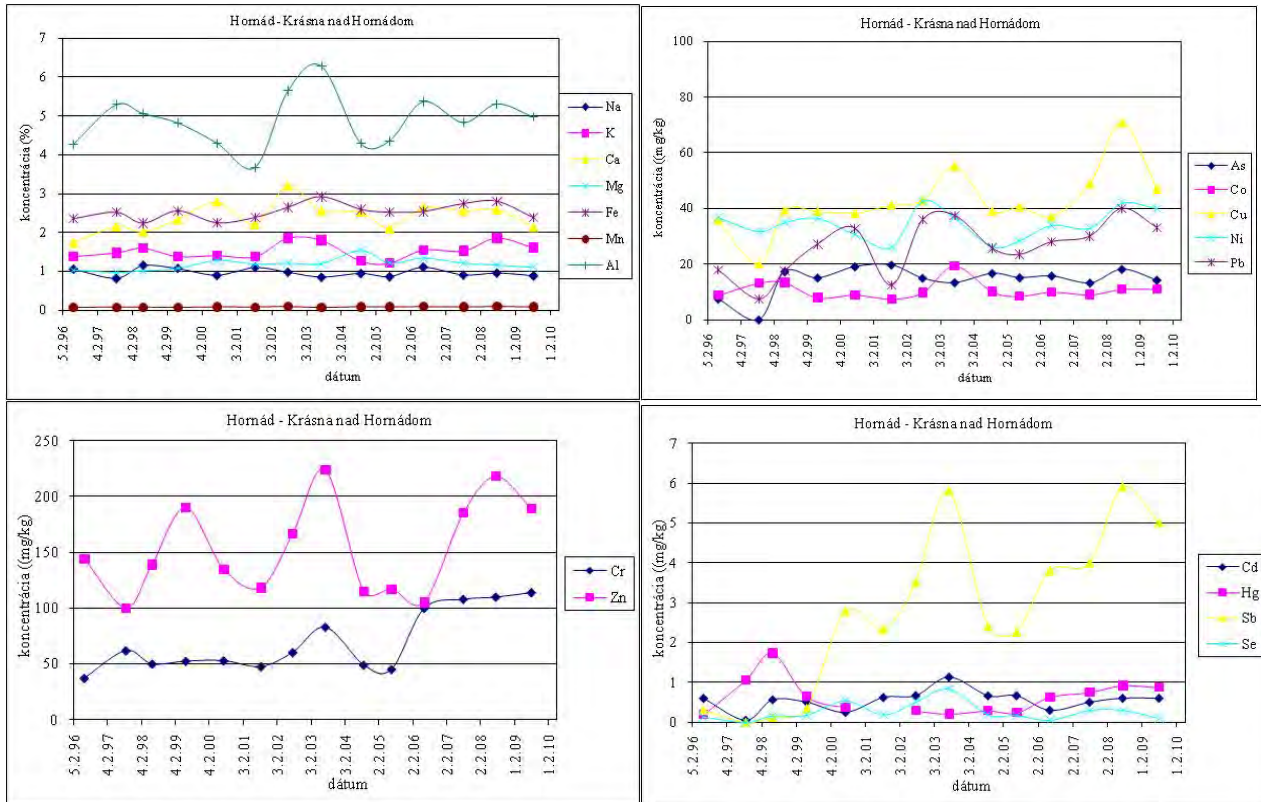 Hornád - Krásna nad Hornádom
koncentrácia (%)
7
6
5
4
3
2
1
0
5.2.96
4.2.97
4.2.98
4.2.99
4.2.00
3.2.01
3.2.02
3.2.03
3.2.04
2.2.05
2.2.06
2.2.07
2.2.08
1.2.09
1.2.10
dátum
Na
K
Ca
Mg
Fe
Mn
Al
Hornád - Krásna nad Hornádom
koncentrácia ((mg/kg)
100
80
60
40
20
0
5.2.96
4.2.97
4.2.98
4.2.99
4.2.00
3.2.01
3.2.02
3.2.03
3.2.04
2.2.05
2.2.06
2.2.07
2.2.08
1.2.09
1.2.10
dátum
As
Co
Cu
Ni
Pb
Hornád - Krásna nad Hornádom
koncentrácia ((mg/kg)
250
200
150
100
50
0
5.2.96
4.2.97
4.2.98
4.2.99
4.2.00
3.2.01
3.2.02
3.2.03
3.2.04
2.2.05
2.2.06
2.2.07
2.2.08
1.2.09
1.2.10
dátum
Cr
Zn
Hornád - Krásna nad Hornádom
koncentrácia ((mg/kg)
7
6
5
4
3
2
1
0
5.2.96
4.2.97
4.2.98
4.2.99
4.2.00
3.2.01
3.2.02
3.2.03
3.2.04
2.2.05
2.2.06
2.2.07
2.2.08
1.2.09
1.2.10
dátum
Cd
Hg
Sb
Se